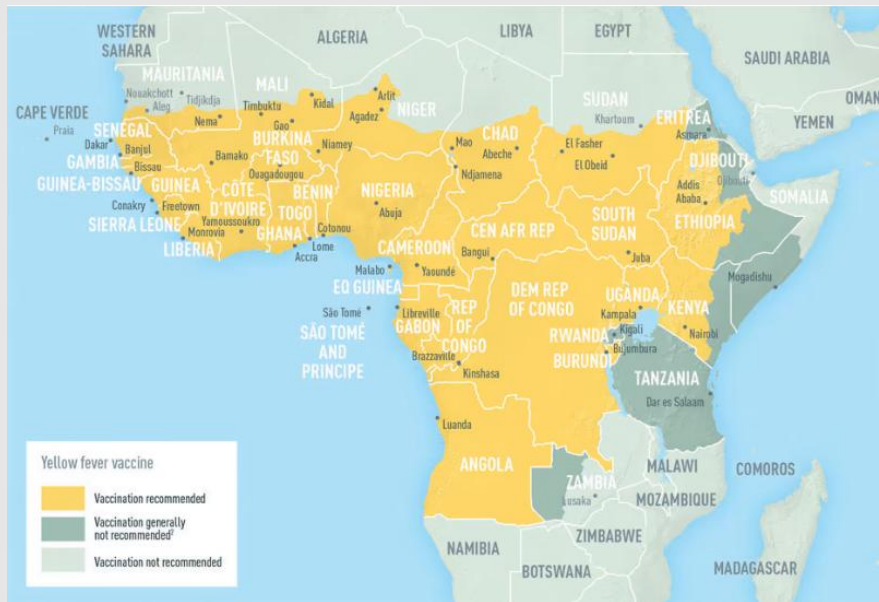 WESTERN
SAHARA
ALGERIA
LIBYA
EGYPT
SAUDI ARABIA
OMAN
YEMEN
MAURITANIA
Nouakchott
Aleg
Tidjikdja
MALI
Timbuktu
Kidal
Arlit
NIGER
Agadez
Nema
Gao
CAPE VERDE
Praia
SUDAN
Khartoum
ERITREA
Asmara
SENEGAL
Dakar
Banjul
GAMBIA
Bissau
GUINEA-BISSAU
BURKINA
FASO
Niamey
Bamako
Ouagadougou
CHAD
Mao
Abeche
Ndjamena
El Fasher
El Obeid
DJIBOUTI
Djibouti
GUINEA
Conakry
Freetown
SIERRA LEONE
CÔTE
D'IVOIRE
Yamoussoukro
Monrovia
LIBERIA
BENIN
TOGO
GHANA
Cotonou
Lome
Accra
NIGERIA
Abuja
Addis
Ababa
ETHIOPIA
SOMALIA
SOUTH
SUDAN
Juba
CEN AFR REP
Bangui
CAMEROON
Yaoundé
Malabo
EQ GUINEA
Mogadishu
São Tomé
SÃO TOMÉ
AND
PRINCIPE
Libreville
GABON
REP
OF
CONGO
Brazzaville
Kinshasa
DEM REP
OF CONGO
UGANDA
Kampala
KENYA
Nairobi
RWANDA
Kigali
BURUNDI
Bujumbura
TANZANIA
Dar es Salaam
Luanda
ANGOLA
ZAMBIA
Lusaka
MALAWI
MOZAMBIQUE
COMOROS
ZIMBABWE
NAMIBIA
BOTSWANA
MADAGASCAR
Yellow fever vaccine
Vaccination recommended
Vaccination generally
not recommended²
Vaccination not recommended